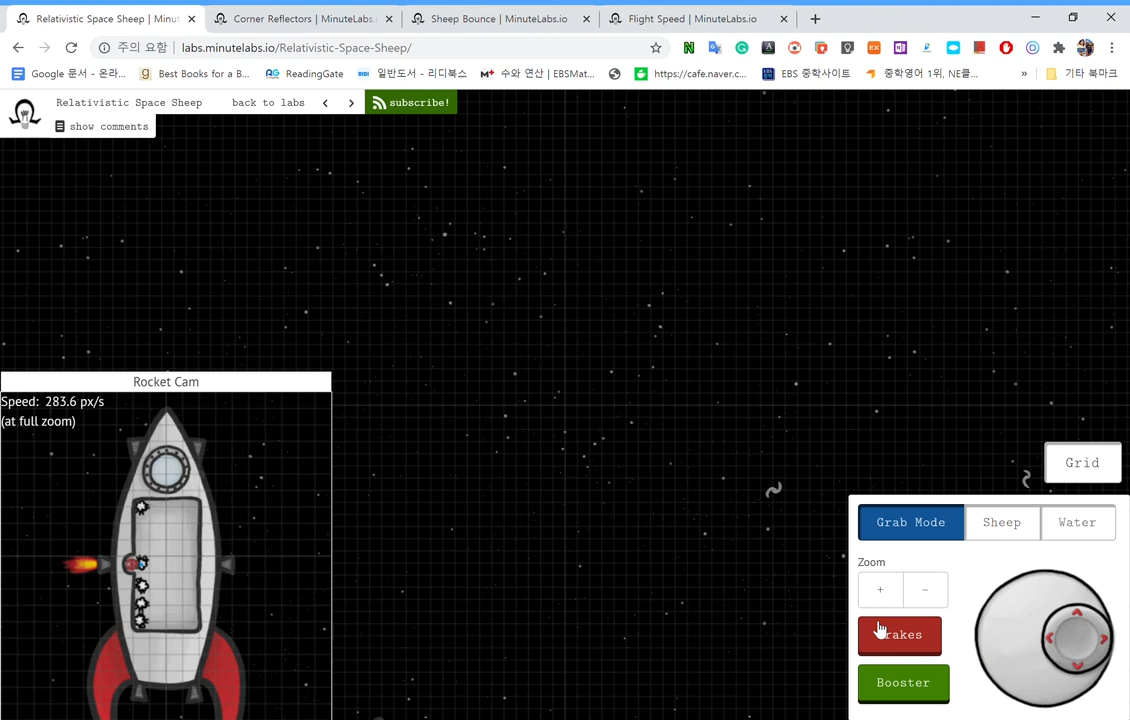 Relativistic Space Sheep | Minut
Corner Reflectors | MinuteLabs.
Sheep Bounce | MinuteLabs.io
Flight Speed | MinuteLabs.io
주의 요함
labs.minutelabs.io/Relativistic-Space-Sheep/
Google 문서 - 온라...
Best Books for a B...
ReadingGate
일반도서 - 리디북스
수와 연산 | EBSMat...
https://cafe.naver.c...
EBS 중학사이트
중학영어 1위, NE클...
»
기타 북마크
Relativistic Space Sheep
back to labs
subscribe!
show comments
Rocket Cam
Speed: 283.6 px/s
(at full zoom)
Grid
Grab Mode
Sheep
Water
Zoom
+
-
Booster